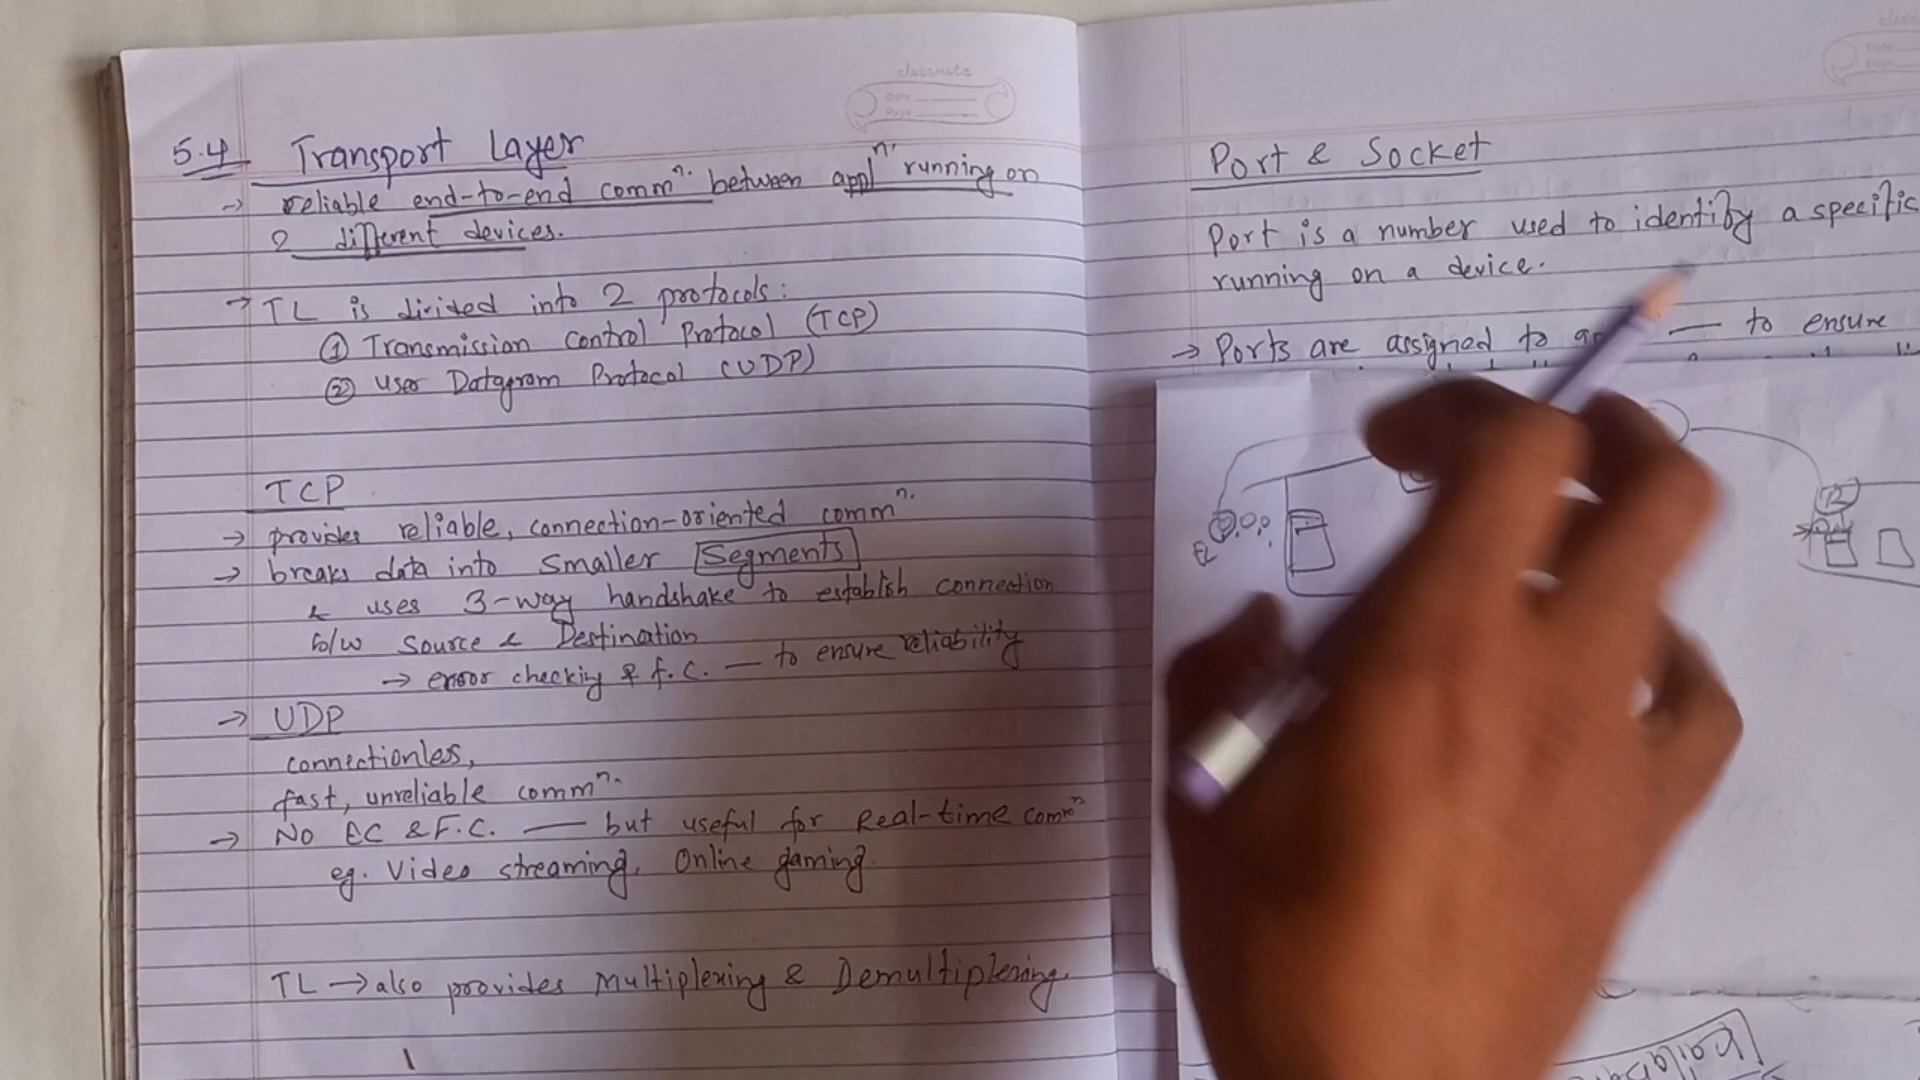 classmate
Date
Page
5.4 Transport Layer
→ reliable end-to-end commⁿ. between applⁿ. running on
2 different devices.
→ TL is divided into 2 protocols:
① Transmission Control Protocol (TCP)
② User Datagram Protocol (UDP)
TCP
→ provides reliable, connection-oriented commⁿ.
→ breaks data into smaller Segments
& uses 3-way handshake to establish connection
b/w Source & Destination
→ error checking & f.C. — to ensure reliability
→ UDP
connectionless,
fast, unreliable commⁿ.
→ No EC & F.C. — but useful for Real-time commⁿ
eg. Video streaming, Online gaming.
TL → also provides Multiplexing & Demultiplexing.
Port & Socket
Port is a number used to identify a specific
running on a device.
→ Ports are assigned to — to ensure